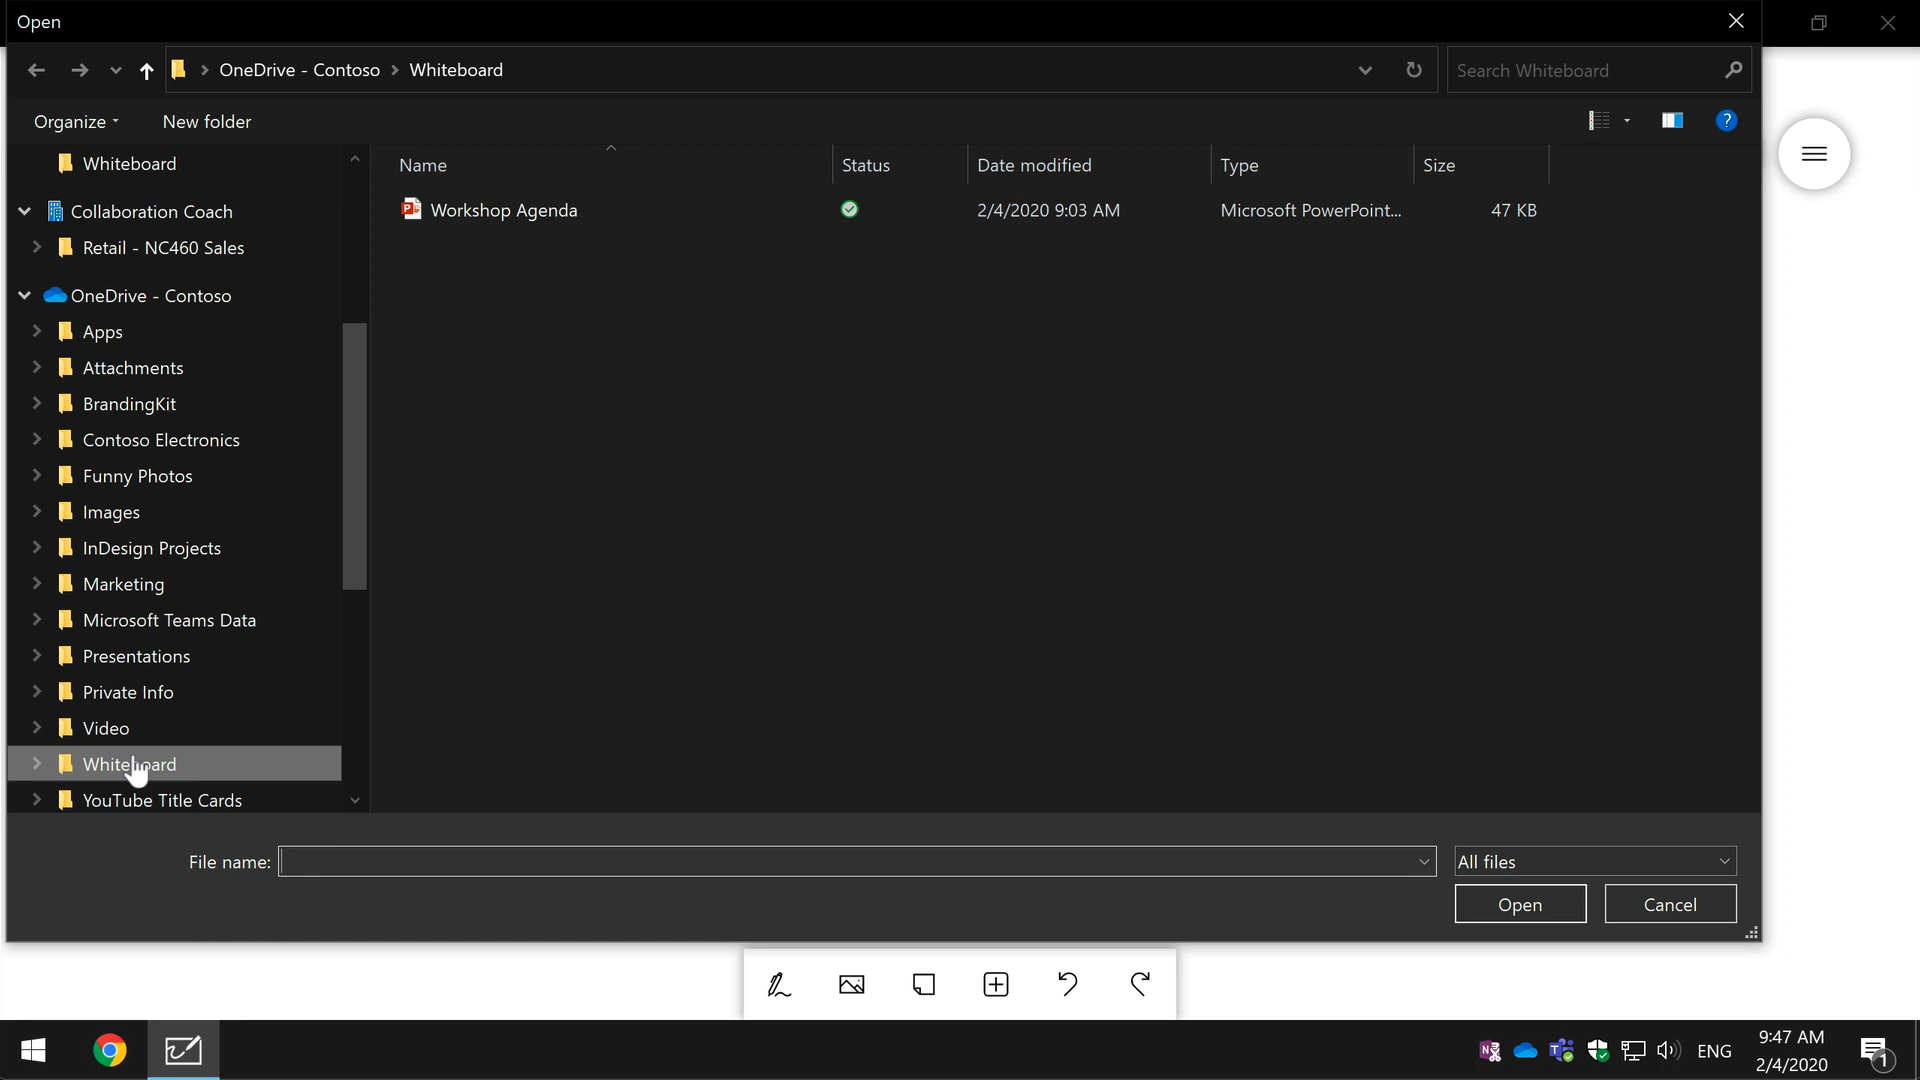 Open
OneDrive - Contoso > Whiteboard
Search Whiteboard
Organize
New folder
Whiteboard
Collaboration Coach
Retail - NC460 Sales
OneDrive - Contoso
Apps
Attachments
BrandingKit
Contoso Electronics
Funny Photos
Images
InDesign Projects
Marketing
Microsoft Teams Data
Presentations
Private Info
Video
Whiteboard
YouTube Title Cards
Name Status Date modified Type Size
Workshop Agenda 2/4/2020 9:03 AM Microsoft PowerPoint... 47 KB
File name:
All files
Open
Cancel
ENG
9:47 AM
2/4/2020
1